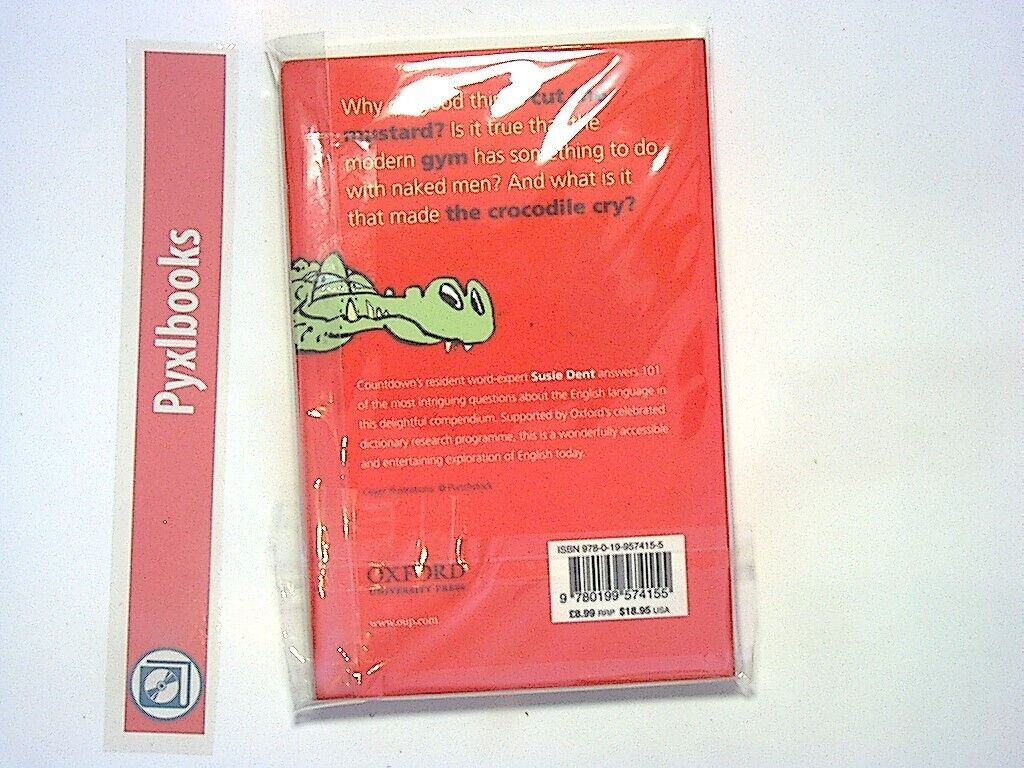 Pyxlbooks
Why good cut
mustard? Is it true the
modern gym has something to do
with naked men? And what is it
that made the crocodile cry?
Countdown's resident word-expert Susie Dent answers 101
of the most intriguing questions about the English language in
this delightful compendium. Supported by Oxford's celebrated
dictionary research programme, this is a wonderfully accessible
and entertaining exploration of English today.
Cover illustrations © Punchstock
OXFORD
UNIVERSITY PRESS
www.oup.com
ISBN 978-0-19-957415-5
9 780199 574155
£8.99 RRP $18.95 USA